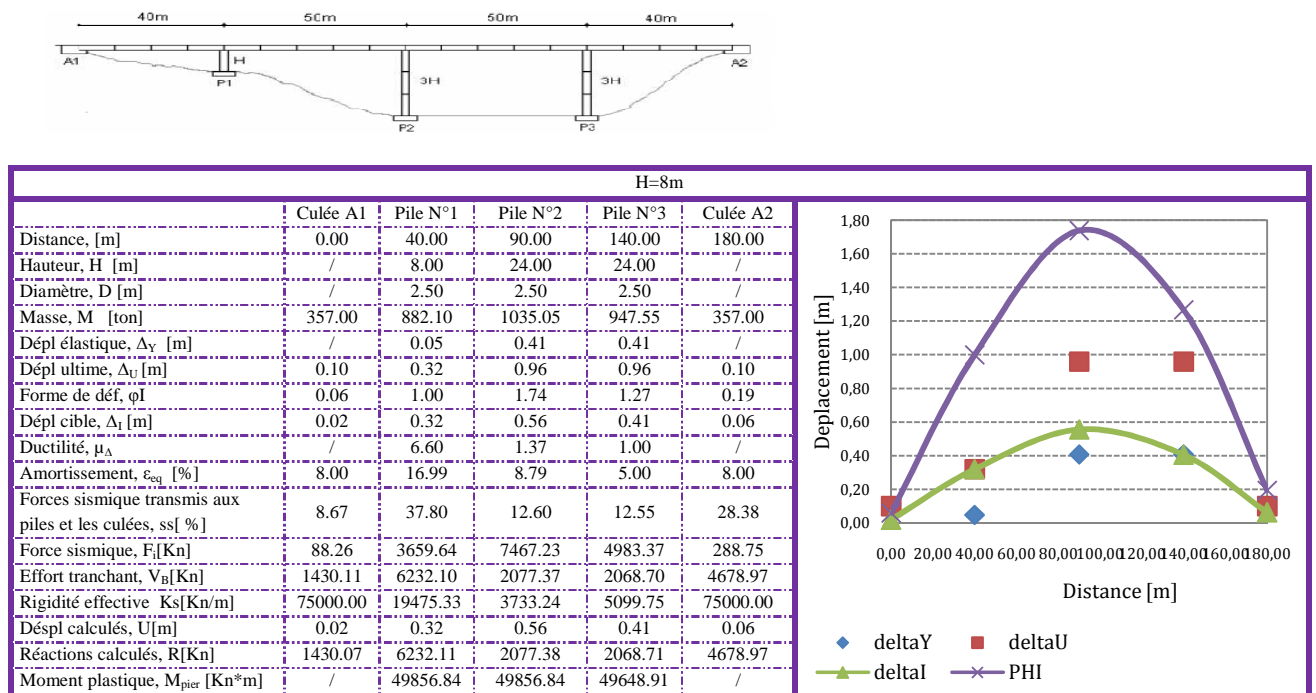 40m 50m 50m 40m
A1 H 3H 3H A2
P1
P2 P3
H=8m
Culée A1 Pile N°1 Pile N°2 Pile N°3 Culée A2
Distance, [m] 0.00 40.00 90.00 140.00 180.00
Hauteur, H [m] / 8.00 24.00 24.00 /
Diamètre, D [m] / 2.50 2.50 2.50 /
Masse, M [ton] 357.00 882.10 1035.05 947.55 357.00
Dépl élastique, ΔY [m] / 0.05 0.41 0.41 /
Dépl ultime, ΔU [m] 0.10 0.32 0.96 0.96 0.10
Forme de déf, φI 0.06 1.00 1.74 1.27 0.19
Dépl cible, ΔI [m] 0.02 0.32 0.56 0.41 0.06
Ductilité, μΔ / 6.60 1.37 1.00 /
Amortissement, εeq [%] 8.00 16.99 8.79 5.00 8.00
Forces sismique transmis aux
piles et les culées, ss[ %] 8.67 37.80 12.60 12.55 28.38
Force sismique, Fi[Kn] 88.26 3659.64 7467.23 4983.37 288.75
Effort tranchant, VB[Kn] 1430.11 6232.10 2077.37 2068.70 4678.97
Rigidité effective Ks[Kn/m] 75000.00 19475.33 3733.24 5099.75 75000.00
Déspl calculés, U[m] 0.02 0.32 0.56 0.41 0.06
Réactions calculés, R[Kn] 1430.07 6232.11 2077.38 2068.71 4678.97
Moment plastique, Mpier [Kn*m] / 49856.84 49856.84 49648.91 /
Deplacement [m]
1,80
1,60
1,40
1,20
1,00
0,80
0,60
0,40
0,20
0,00
0,00 20,00 40,00 60,00 80,00 100,00 120,00 140,00 160,00 180,00
Distance [m]
deltaY deltaU
deltaI PHI